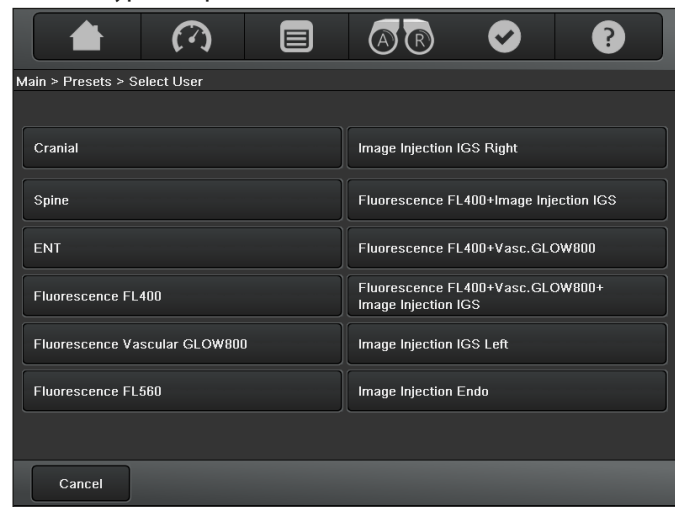 A R ?
Main > Presets > Select User
Cranial
Spine
ENT
Fluorescence FL400
Fluorescence Vascular GLOW800
Fluorescence FL560
Image Injection IGS Right
Fluorescence FL400+Image Injection IGS
Fluorescence FL400+Vasc.GLOW800
Fluorescence FL400+Vasc.GLOW800+
Image Injection IGS
Image Injection IGS Left
Image Injection Endo
Cancel